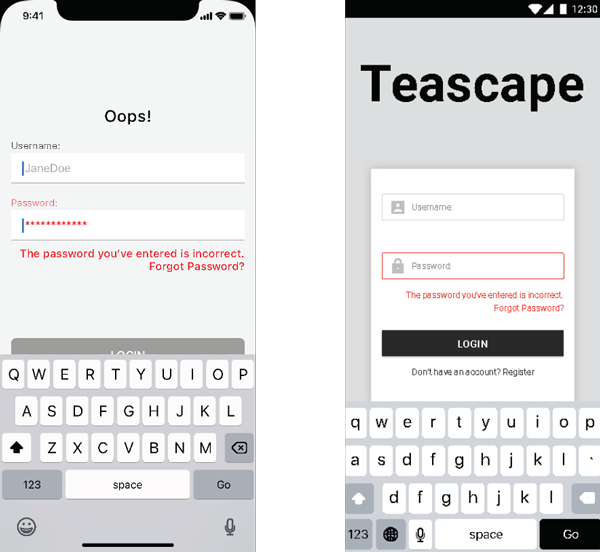 9:41
Oops!
Username:
JaneDoe
Password:
************
The password you've entered is incorrect.
Forgot Password?
LOGIN
Q W E R T Y U I O P
A S D F G H J K L
Z X C V B N M
123 space Go
12:30
Teascape
Username:
Password:
The password you've entered is incorrect.
Forgot Password?
LOGIN
Don't have an account? Register
q w e r t y u i o p
a s d f g h j k l `
d f g h j k l
123 space Go